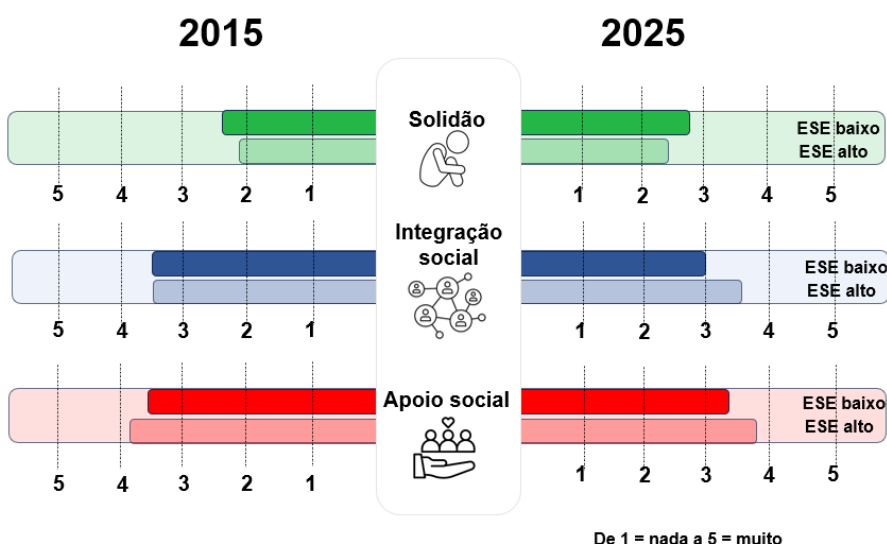 2015
2025
Solidão
ESE baixo
ESE alto
5 4 3 2 1
1 2 3 4 5
Integração
social
ESE baixo
ESE alto
5 4 3 2 1
1 2 3 4 5
Apoio social
ESE baixo
ESE alto
5 4 3 2 1
1 2 3 4 5
De 1 = nada a 5 = muito